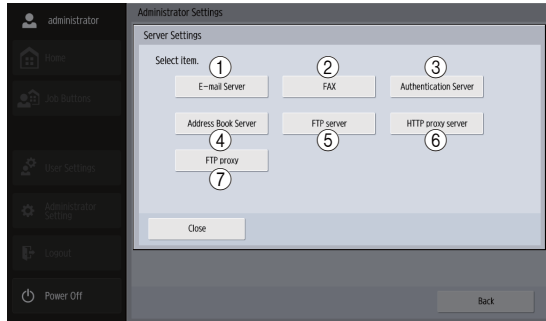 administrator
Administrator Settings
Server Settings
Home
Select item.
1 2 3
E-mail Server FAX Authentication Server
Job Buttons
Address Book Server FTP server HTTP proxy server
4 5 6
FTP proxy
7
User Settings
Administrator
Setting
Close
Logout
Power Off
Back